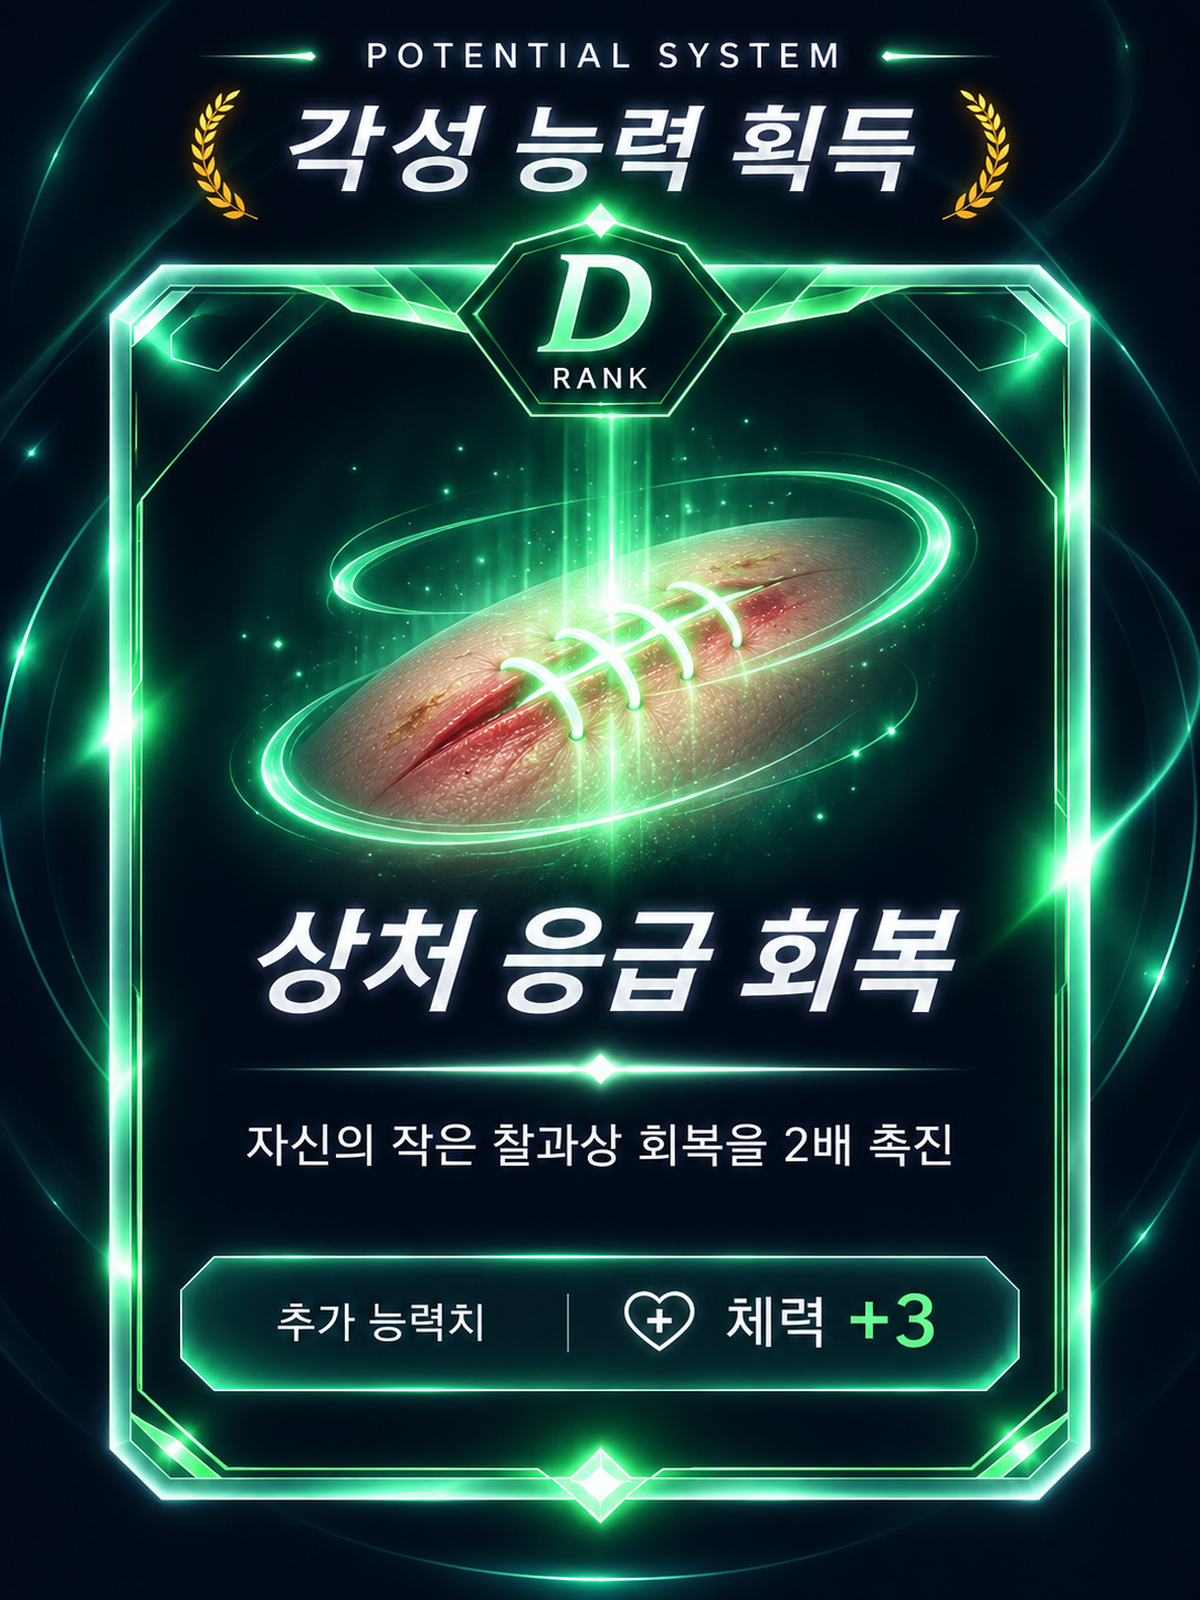 POTENTIAL SYSTEM
각성 능력 획득
D
RANK
상처 응급 회복
자신의 작은 찰과상 회복을 2배 촉진
추가 능력치
체력 +3